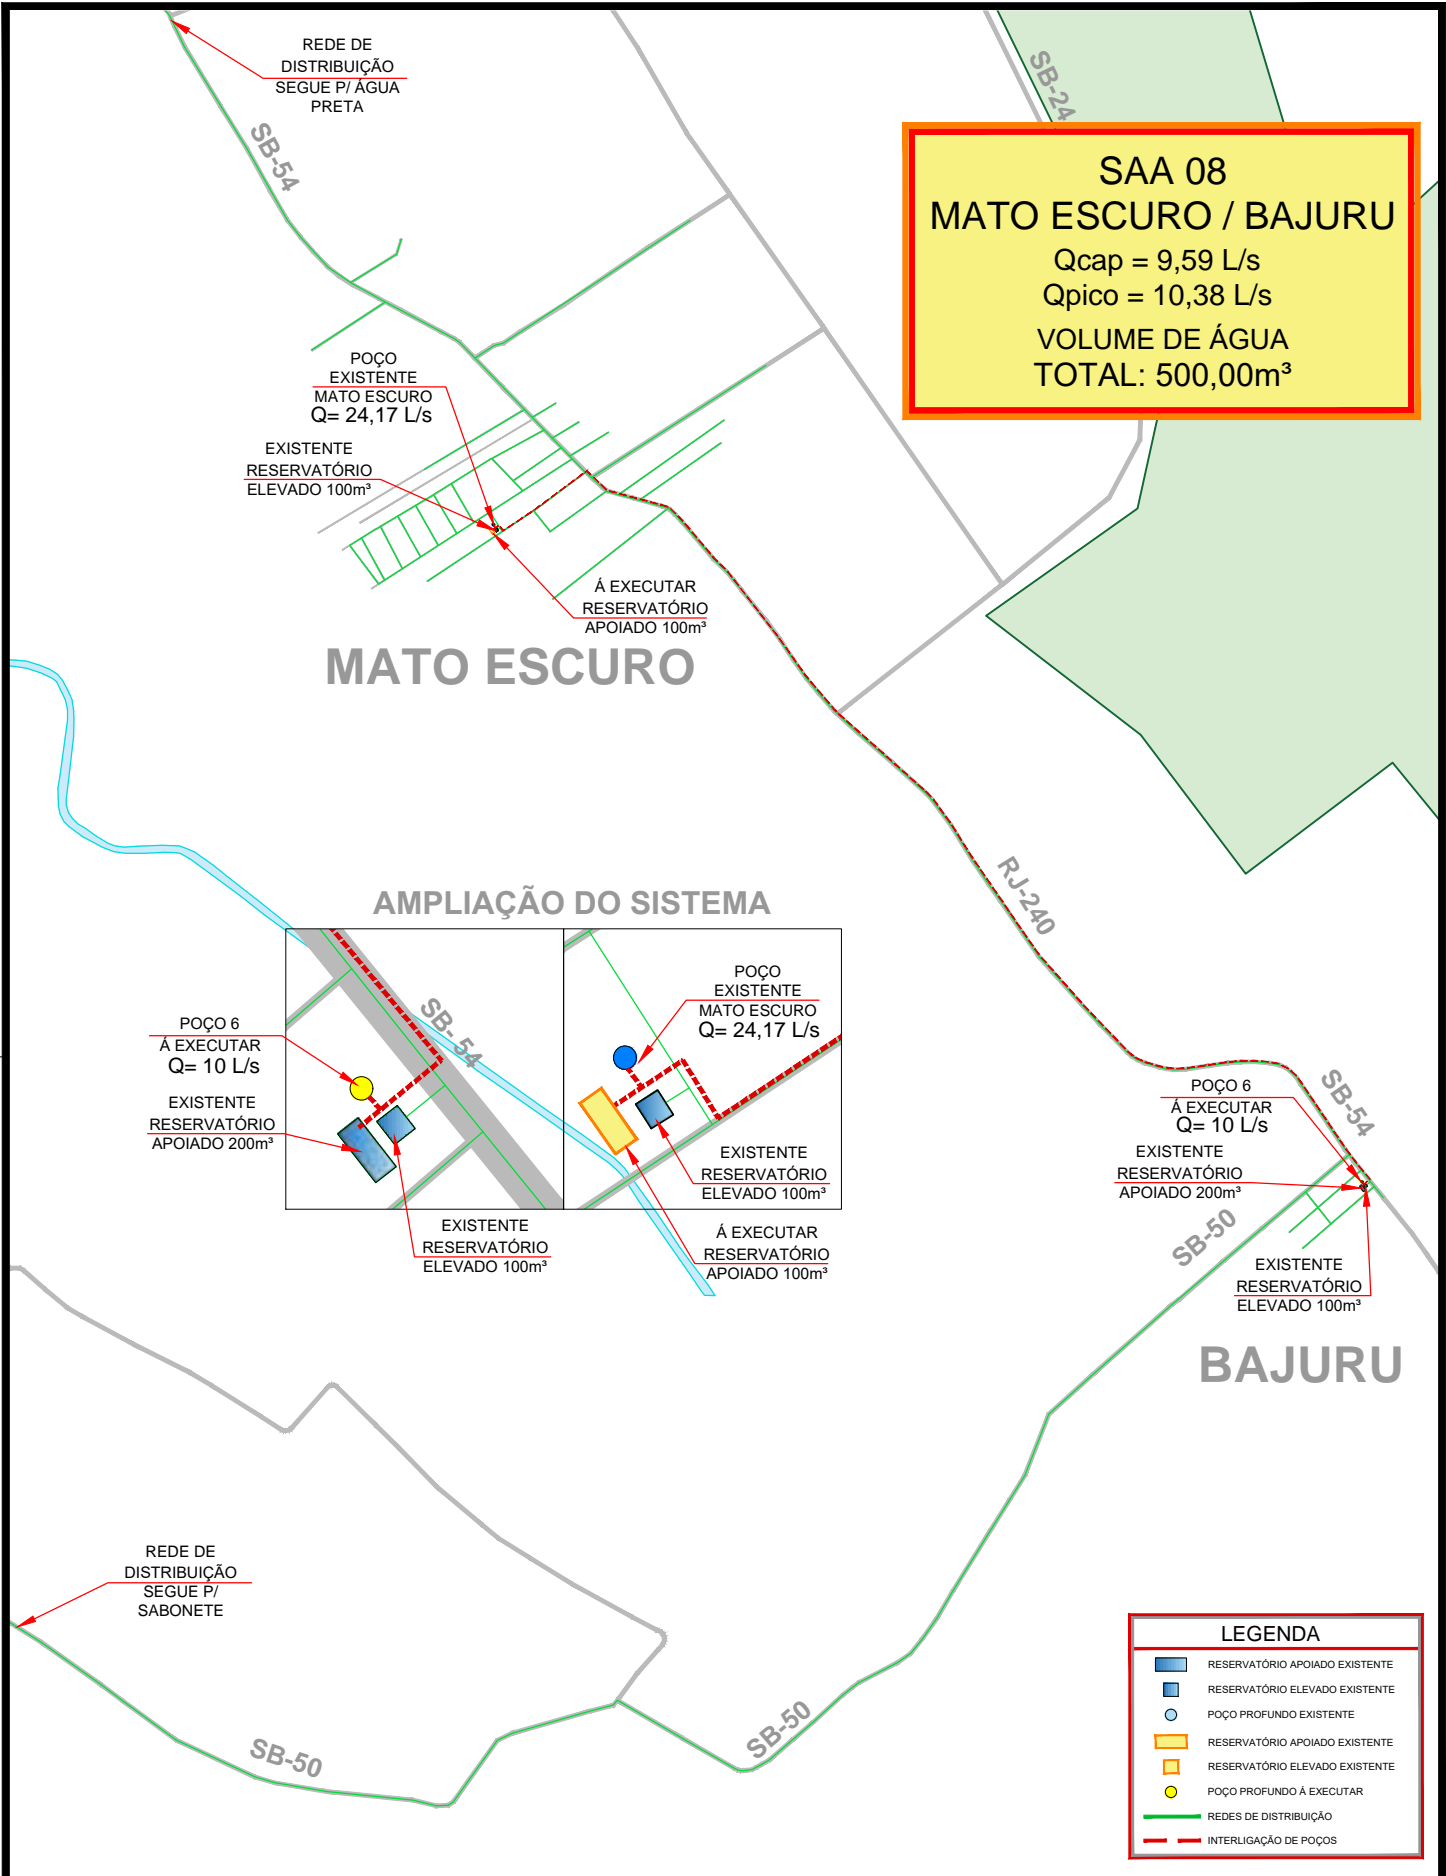 REDE DE
DISTRIBUIÇÃO
SEGUE P/ ÁGUA
PRETA
SB-54
SB-24
SAA 08
MATO ESCURO / BAJURU
Qcap = 9,59 L/s
Qpico = 10,38 L/s
VOLUME DE ÁGUA
TOTAL: 500,00m³
POÇO
EXISTENTE
MATO ESCURO
Q= 24,17 L/s
EXISTENTE
RESERVATÓRIO
ELEVADO 100m³
Á EXECUTAR
RESERVATÓRIO
APOIADO 100m³
MATO ESCURO
RJ-240
AMPLIAÇÃO DO SISTEMA
POÇO 6
Á EXECUTAR
Q= 10 L/s
EXISTENTE
RESERVATÓRIO
APOIADO 200m³
SB- 54
EXISTENTE
RESERVATÓRIO
ELEVADO 100m³
POÇO
EXISTENTE
MATO ESCURO
Q= 24,17 L/s
EXISTENTE
RESERVATÓRIO
ELEVADO 100m³
Á EXECUTAR
RESERVATÓRIO
APOIADO 100m³
SB-54
POÇO 6
Á EXECUTAR
Q= 10 L/s
EXISTENTE
RESERVATÓRIO
APOIADO 200m³
SB-50
EXISTENTE
RESERVATÓRIO
ELEVADO 100m³
BAJURU
REDE DE
DISTRIBUIÇÃO
SEGUE P/
SABONETE
SB-50
SB-50
LEGENDA
RESERVATÓRIO APOIADO EXISTENTE
RESERVATÓRIO ELEVADO EXISTENTE
POÇO PROFUNDO EXISTENTE
RESERVATÓRIO APOIADO EXISTENTE
RESERVATÓRIO ELEVADO EXISTENTE
POÇO PROFUNDO Á EXECUTAR
REDES DE DISTRIBUIÇÃO
INTERLIGAÇÃO DE POÇOS